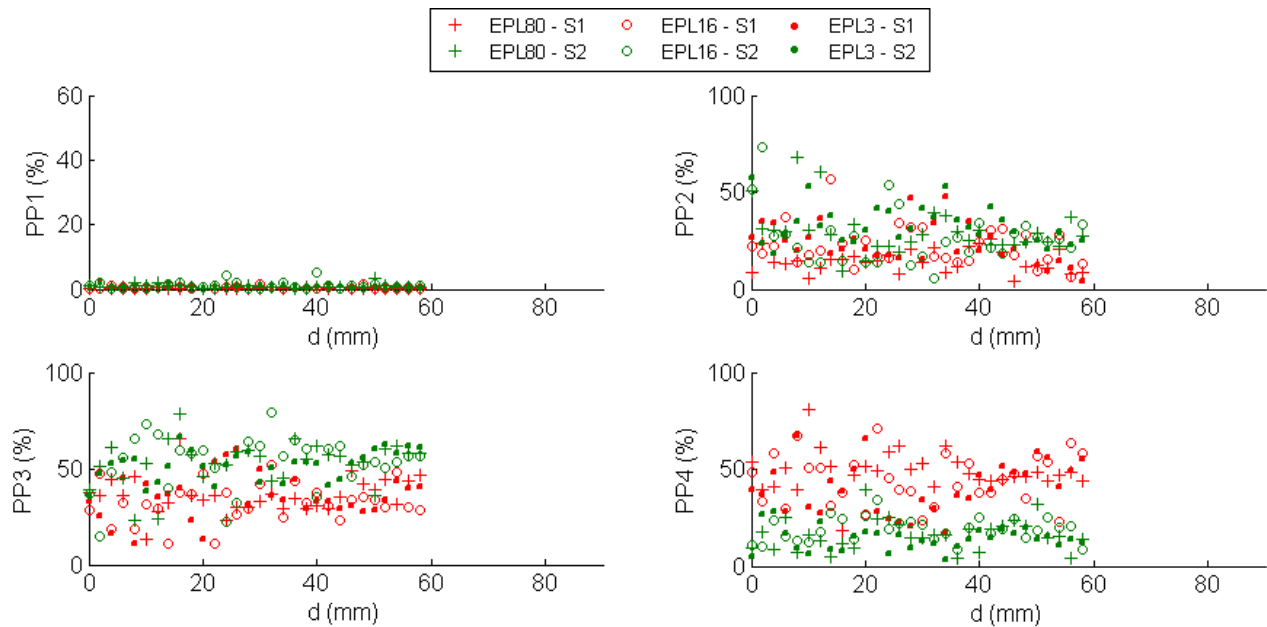 EPL80 - S1 EPL16 - S1 EPL3 - S1
EPL80 - S2 EPL16 - S2 EPL3 - S2
PP1 (%)
60
40
20
0
0 20 40 60 80
d (mm)
PP2 (%)
100
50
0
0 20 40 60 80
d (mm)
PP3 (%)
100
50
0
0 20 40 60 80
d (mm)
PP4 (%)
100
50
0
0 20 40 60 80
d (mm)